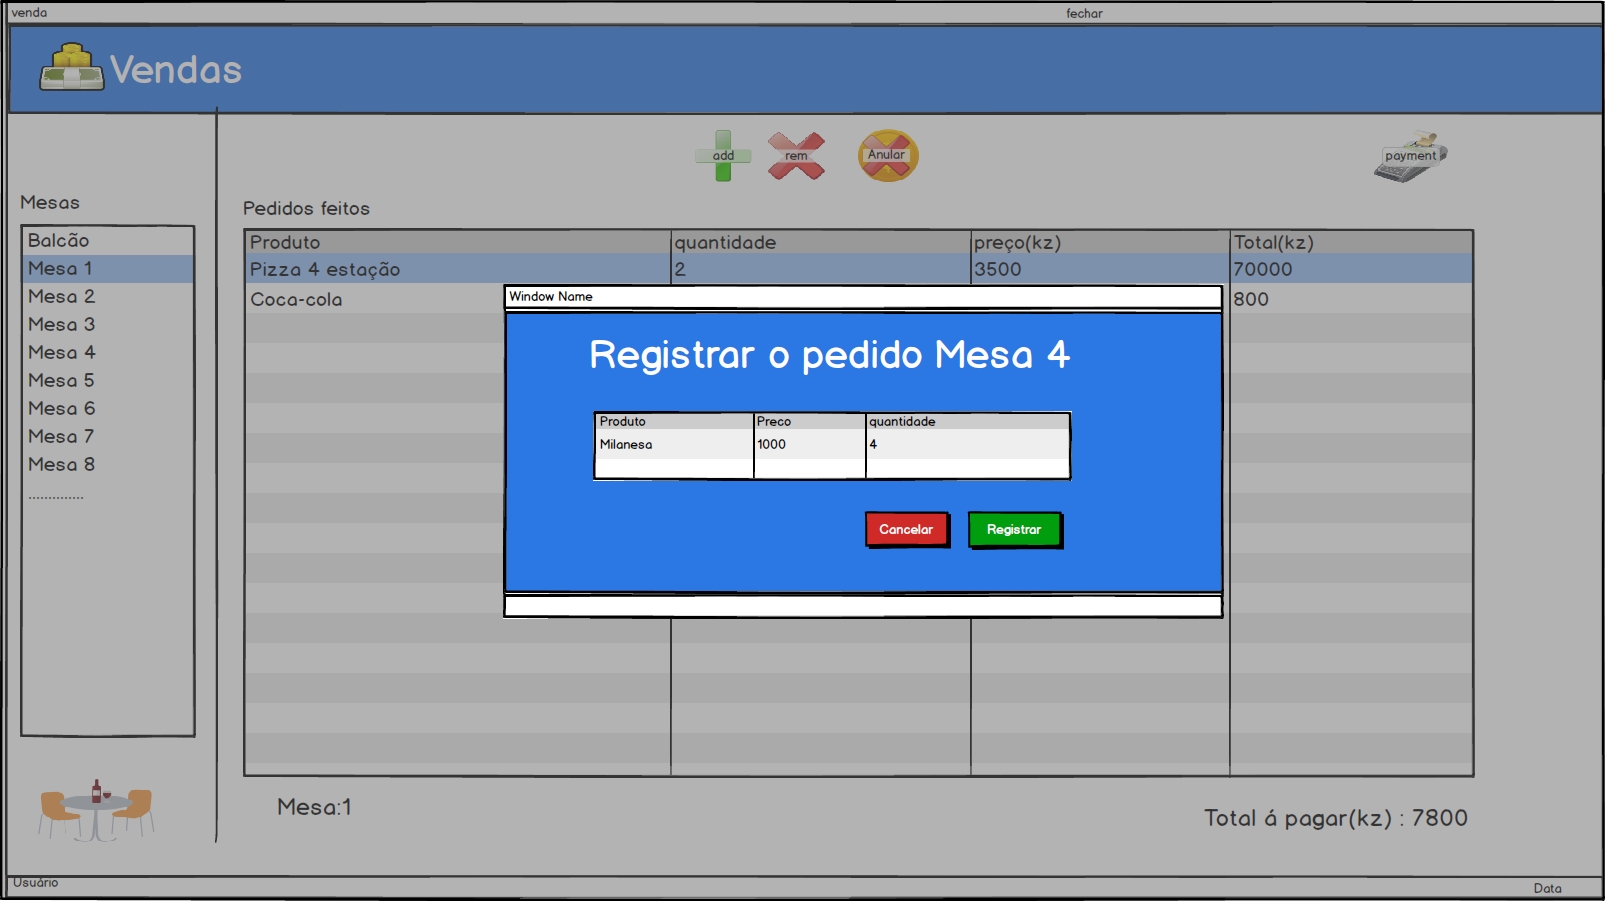 venda fechar
Vendas
add rem Anular payment
Mesas
Pedidos feitos
Balcão
Mesa 1
Mesa 2
Mesa 3
Mesa 4
Mesa 5
Mesa 6
Mesa 7
Mesa 8
..............
Produto quantidade preço(kz) Total(kz)
Pizza 4 estação 2 3500 70000
Coca-cola 800
Window Name
Registrar o pedido Mesa 4
Produto Preco quantidade
Milanesa 1000 4
Cancelar Registrar
Mesa:1
Total á pagar(kz) : 7800
Usuário Data